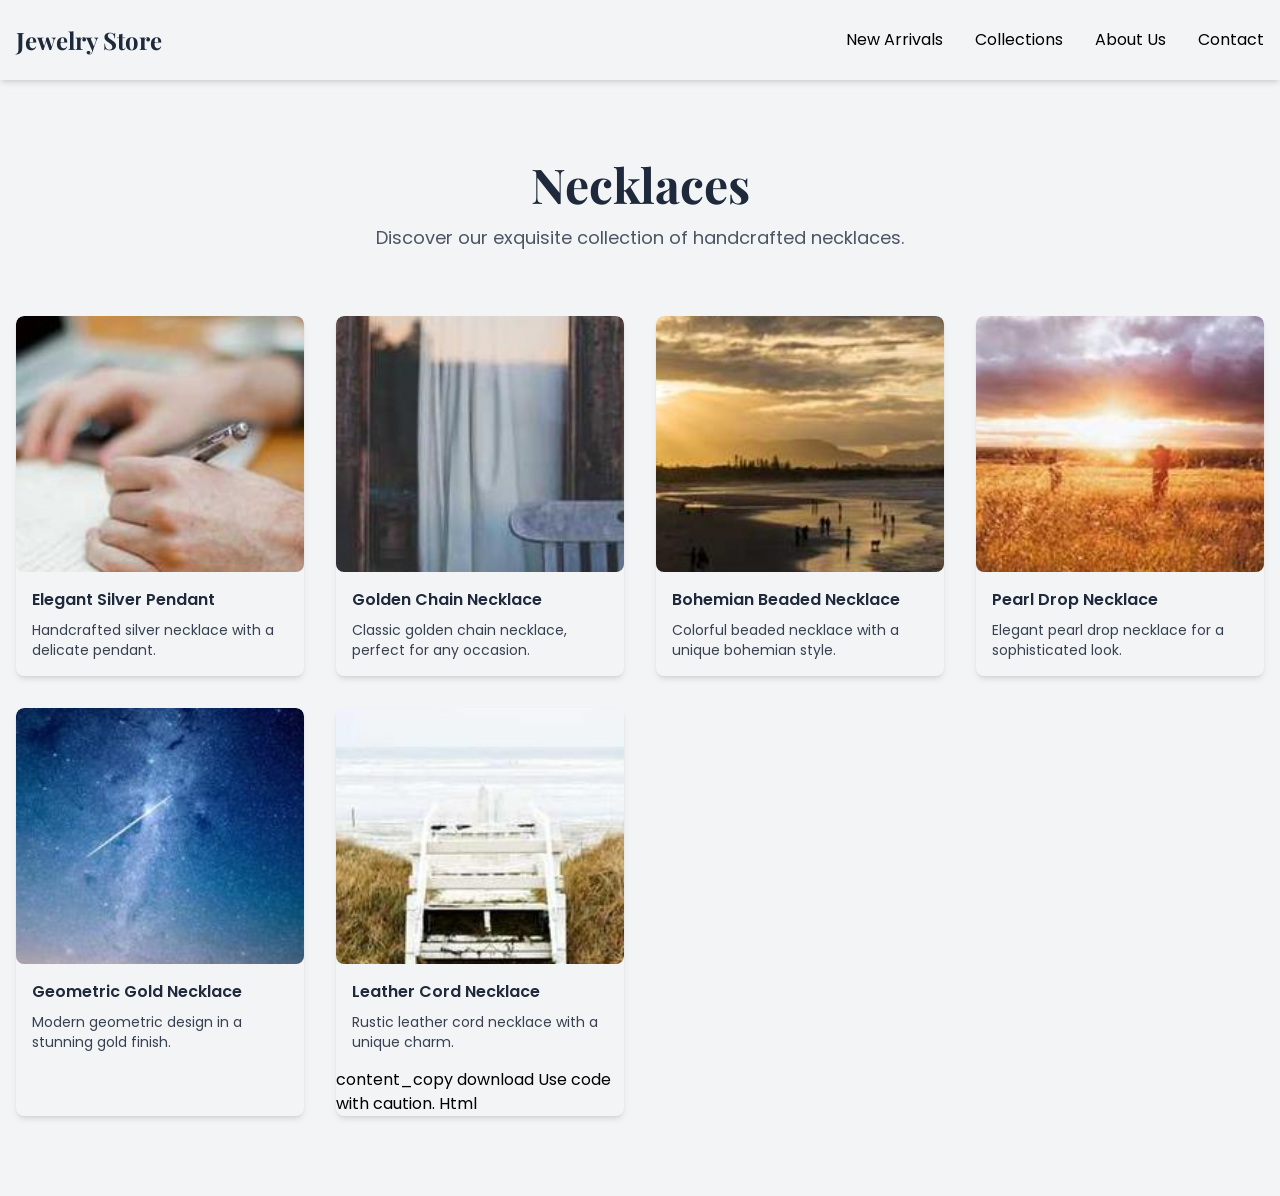 Jewelry Store
New Arrivals
Collections
About Us
Contact
Necklaces
Discover our exquisite collection of handcrafted necklaces.
Elegant Silver Pendant
Handcrafted silver necklace with a
delicate pendant.
Golden Chain Necklace
Classic golden chain necklace,
perfect for any occasion.
Bohemian Beaded Necklace
Colorful beaded necklace with a
unique bohemian style.
Pearl Drop Necklace
Elegant pearl drop necklace for a
sophisticated look.
Geometric Gold Necklace
Modern geometric design in a
stunning gold finish.
Leather Cord Necklace
Rustic leather cord necklace with a
unique charm.
content_copy download Use code
with caution. Html